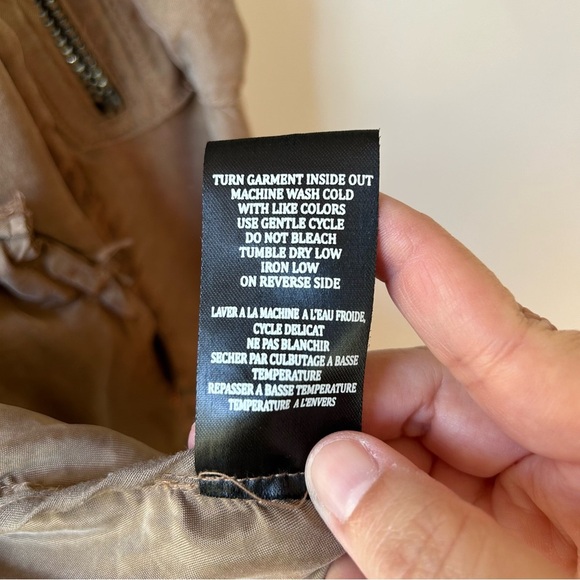 TURN GARMENT INSIDE OUT
MACHINE WASH COLD
WITH LIKE COLORS
USE GENTLE CYCLE
DO NOT BLEACH
TUMBLE DRY LOW
IRON LOW
ON REVERSE SIDE
LAVER A LA MACHINE A L'EAU FROIDE,
CYCLE DELICAT
NE PAS BLANCHIR
SECHER PAR CULBUTAGE A BASSE
TEMPERATURE
REPASSER A BASSE TEMPERATURE
TEMPERATURE A L'ENVERS